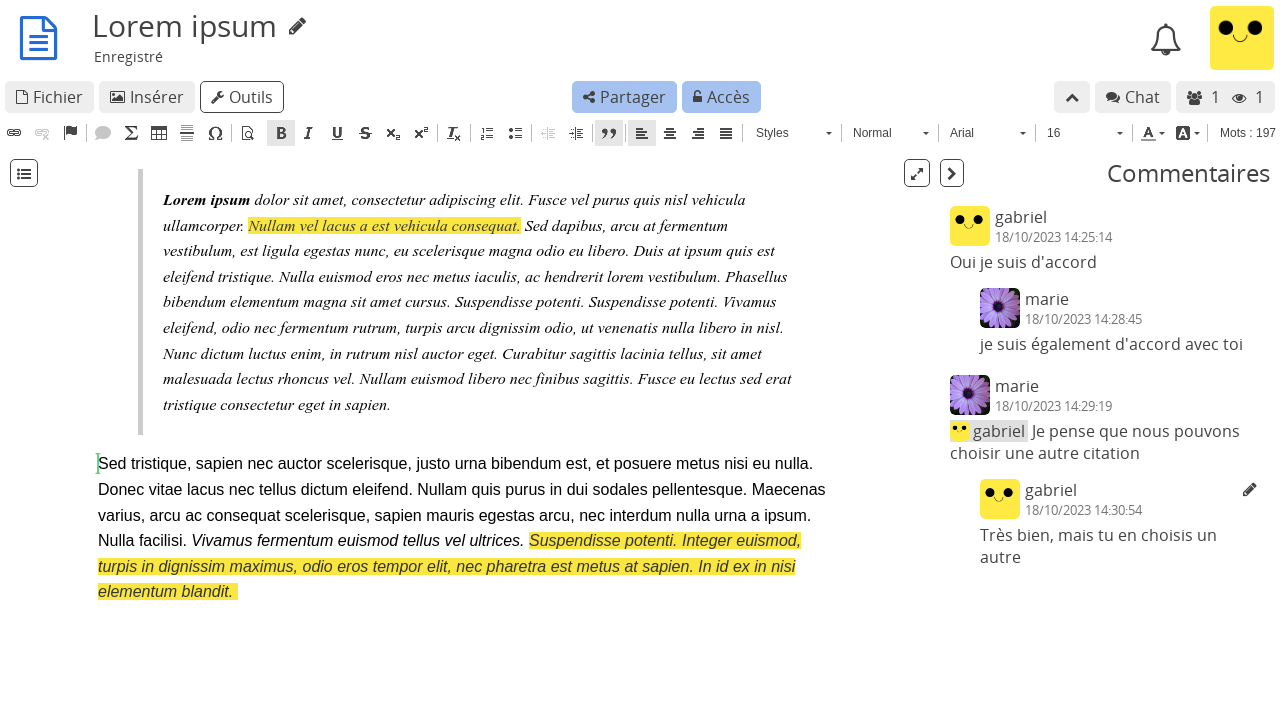 Lorem ipsum
Enregistré
Fichier Insérer Outils Partager Accès Chat 1 1
Styles Normal Arial 16 Mots : 197
Lorem ipsum dolor sit amet, consectetur adipiscing elit. Fusce vel purus quis nisl vehicula
ullamcorper. Nullam vel lacus a est vehicula consequat. Sed dapibus, arcu at fermentum
vestibulum, est ligula egestas nunc, eu scelerisque magna odio eu libero. Duis at ipsum quis est
eleifend tristique. Nulla euismod eros nec metus iaculis, ac hendrerit lorem vestibulum. Phasellus
bibendum elementum magna sit amet cursus. Suspendisse potenti. Suspendisse potenti. Vivamus
eleifend, odio nec fermentum rutrum, turpis arcu dignissim odio, ut venenatis nulla libero in nisl.
Nunc dictum luctus enim, in rutrum nisl auctor eget. Curabitur sagittis lacinia tellus, sit amet
malesuada lectus rhoncus vel. Nullam euismod libero nec finibus sagittis. Fusce eu lectus sed erat
tristique consectetur eget in sapien.
Sed tristique, sapien nec auctor scelerisque, justo urna bibendum est, et posuere metus nisi eu nulla.
Donec vitae lacus nec tellus dictum eleifend. Nullam quis purus in dui sodales pellentesque. Maecenas
varius, arcu ac consequat scelerisque, sapien mauris egestas arcu, nec interdum nulla urna a ipsum.
Nulla facilisi. Vivamus fermentum euismod tellus vel ultrices. Suspendisse potenti. Integer euismod,
turpis in dignissim maximus, odio eros tempor elit, nec pharetra est metus at sapien. In id ex in nisi
elementum blandit.
Commentaires
gabriel
18/10/2023 14:25:14
Oui je suis d'accord
marie
18/10/2023 14:28:45
je suis également d'accord avec toi
marie
18/10/2023 14:29:19
gabriel Je pense que nous pouvons
choisir une autre citation
gabriel
18/10/2023 14:30:54
Très bien, mais tu en choisis un
autre